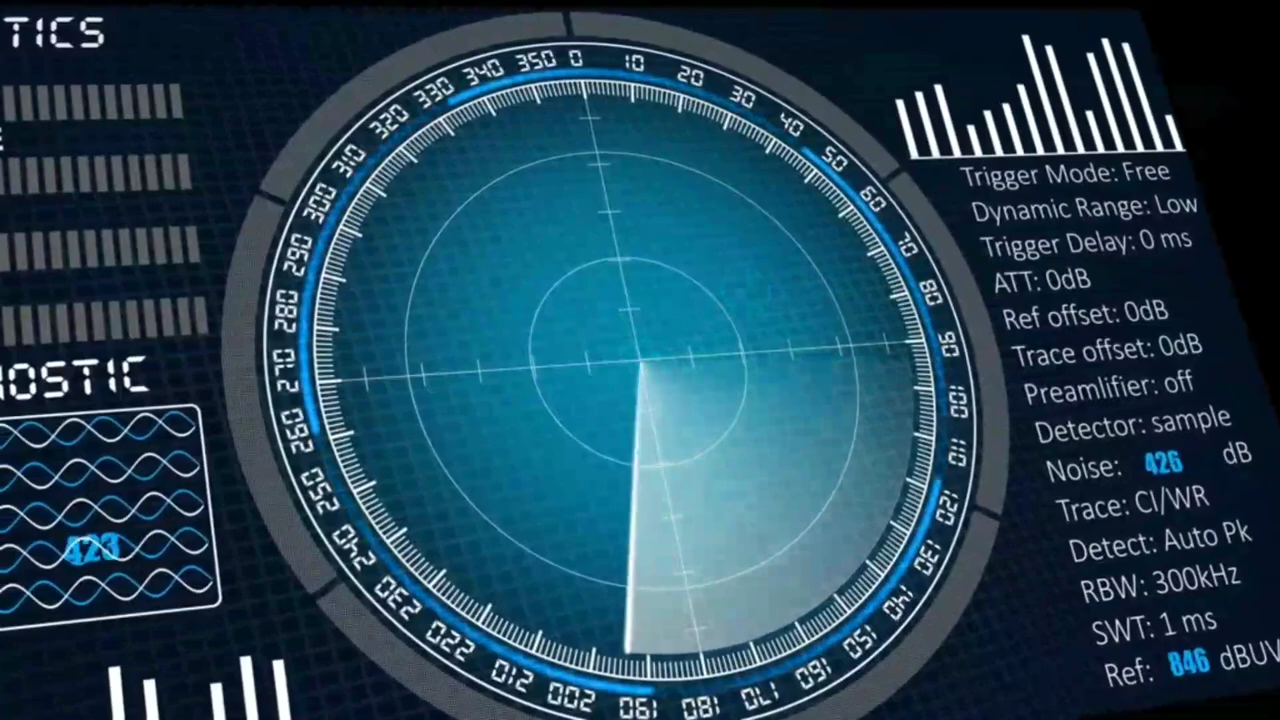 TICS
OSTIC
423
0
10
20
30
40
50
60
70
80
90
100
110
120
130
140
150
160
170
180
190
200
210
220
230
240
250
260
270
280
290
300
310
320
330
340
350
Trigger Mode: Free
Dynamic Range: Low
Trigger Delay: 0 ms
ATT: 0dB
Ref offset: 0dB
Trace offset: 0dB
Preamlifier: off
Detector: sample
Noise: 426 dB
Trace: CI/WR
Detect: Auto Pk
RBW: 300kHz
SWT: 1 ms
Ref: 846 dBUV